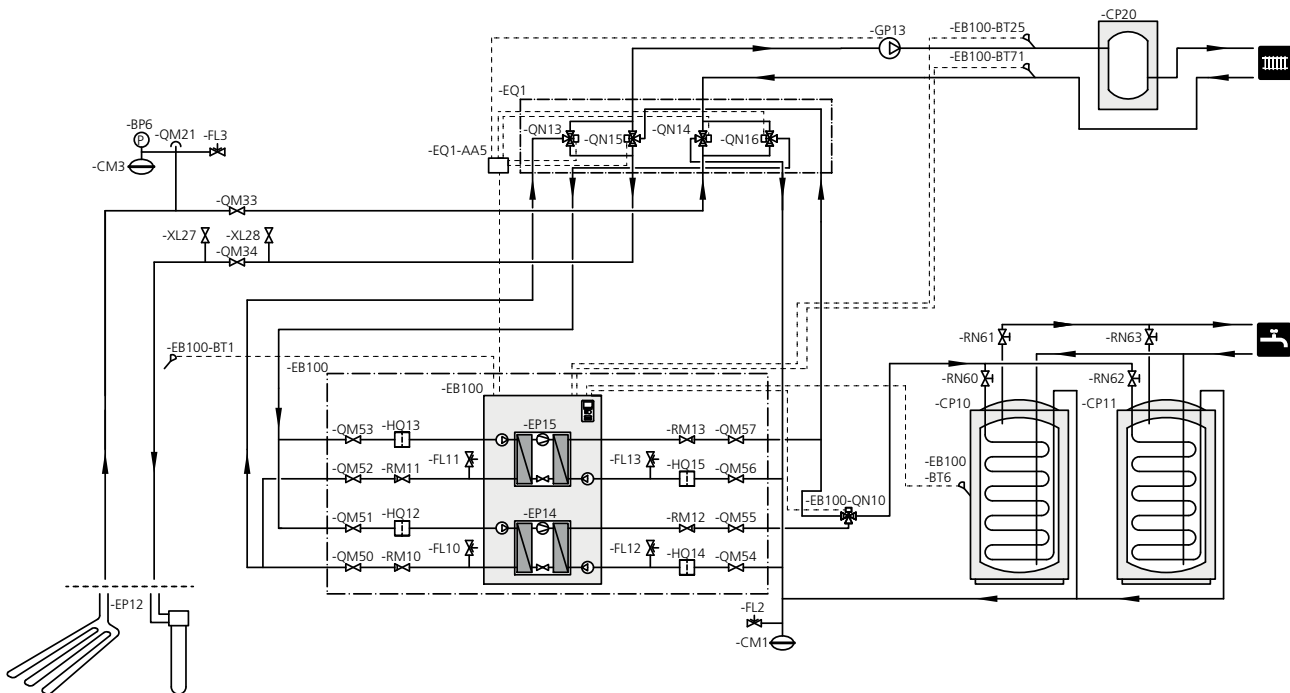 -GP13
-EB100-BT25
-CP20
-EB100-BT71
-EQ1
-BP6
-QM21
-FL3
P
-CM3
-QN13
-QN15
-QN14
-QN16
-EQ1-AA5
-QM33
-XL27
-XL28
-QM34
-EB100-BT1
-EB100
-EB100
-RN61
-RN63
-RN60
-RN62
-CP10
-CP11
-QM53
-HQ13
-EP15
-RM13
-QM57
-QM52
-RM11
-FL11
-FL13
-HQ15
-QM56
-EB100
-BT6
-EB100-QN10
-QM51
-HQ12
-EP14
-RM12
-QM55
-QM50
-RM10
-FL10
-FL12
-HQ14
-QM54
-EP12
-FL2
-CM1